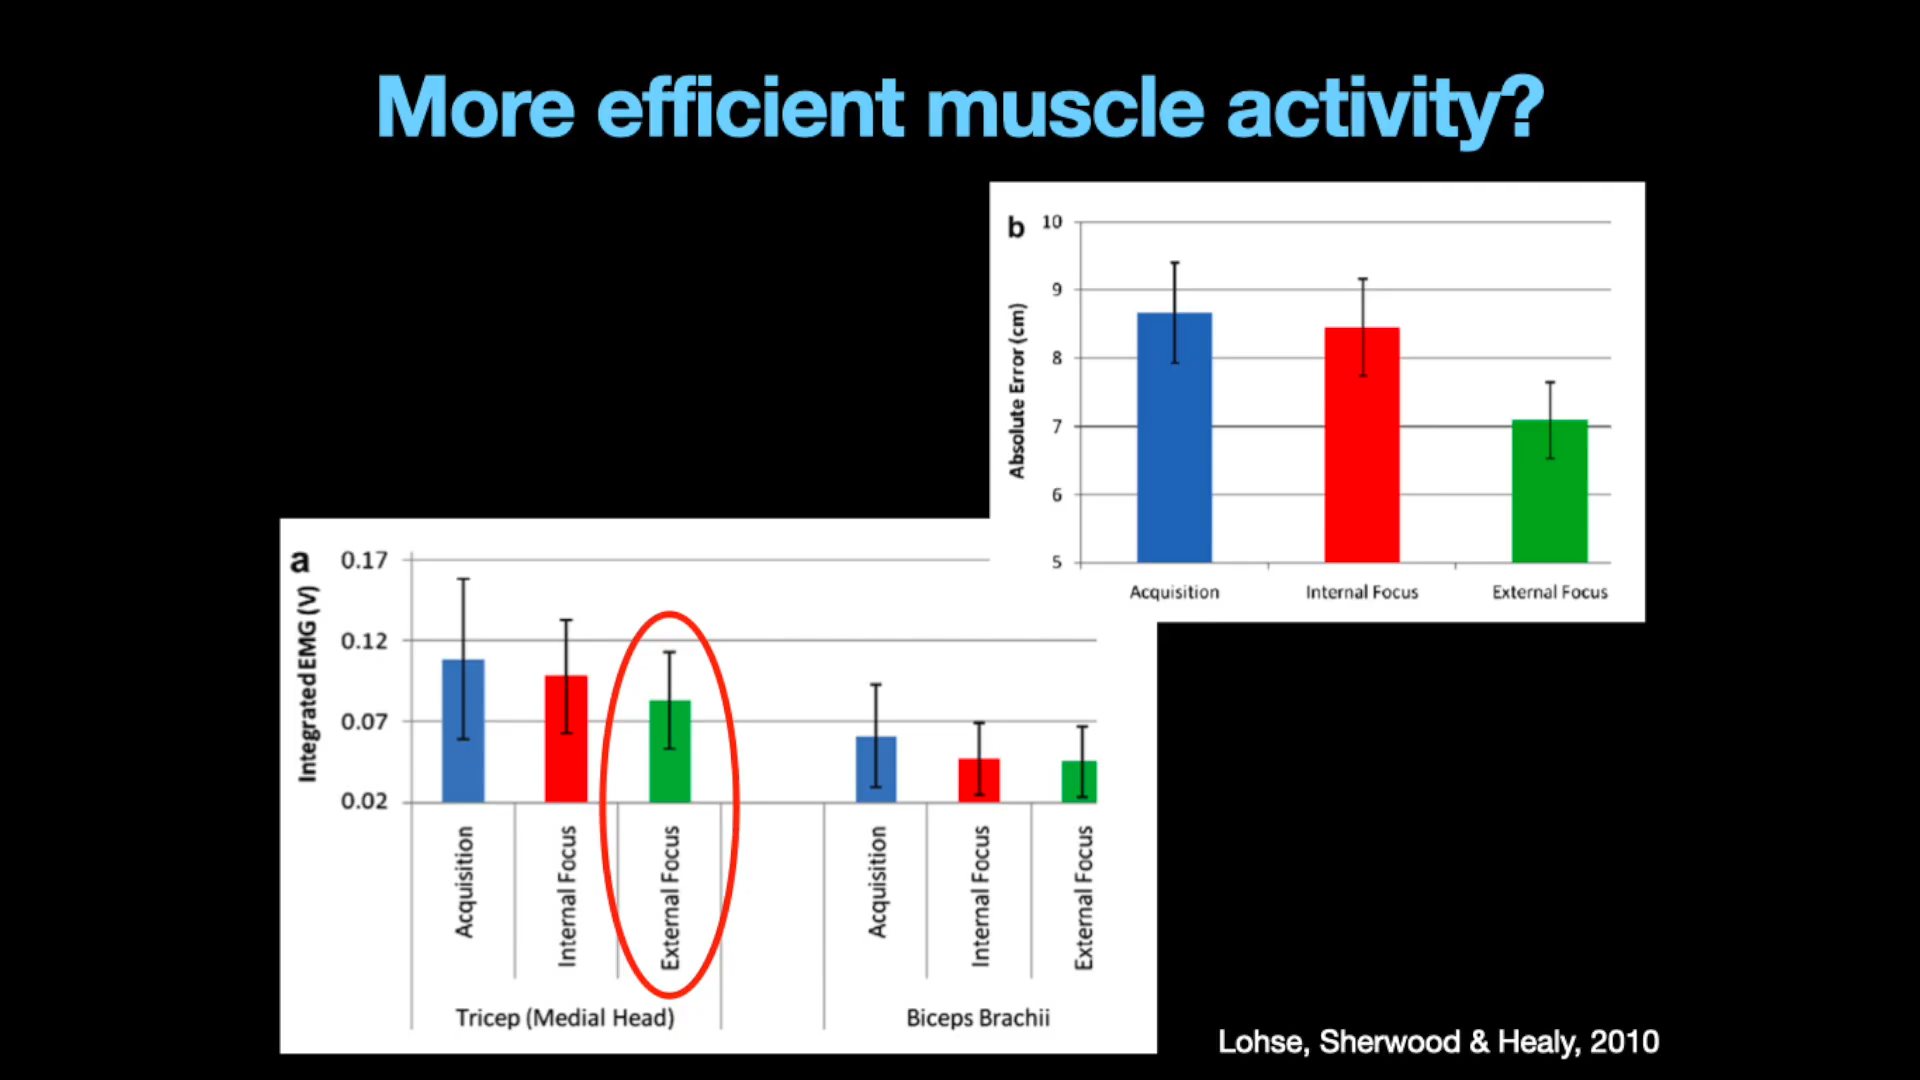 More efficient muscle activity?
b
Absolute Error (cm)
10
9
8
7
6
5
Acquisition Internal Focus External Focus
a
Integrated EMG (V)
0.17
0.12
0.07
0.02
Acquisition
Internal Focus
External Focus
Acquisition
Internal Focus
External Focus
Tricep (Medial Head) Biceps Brachii
Lohse, Sherwood & Healy, 2010